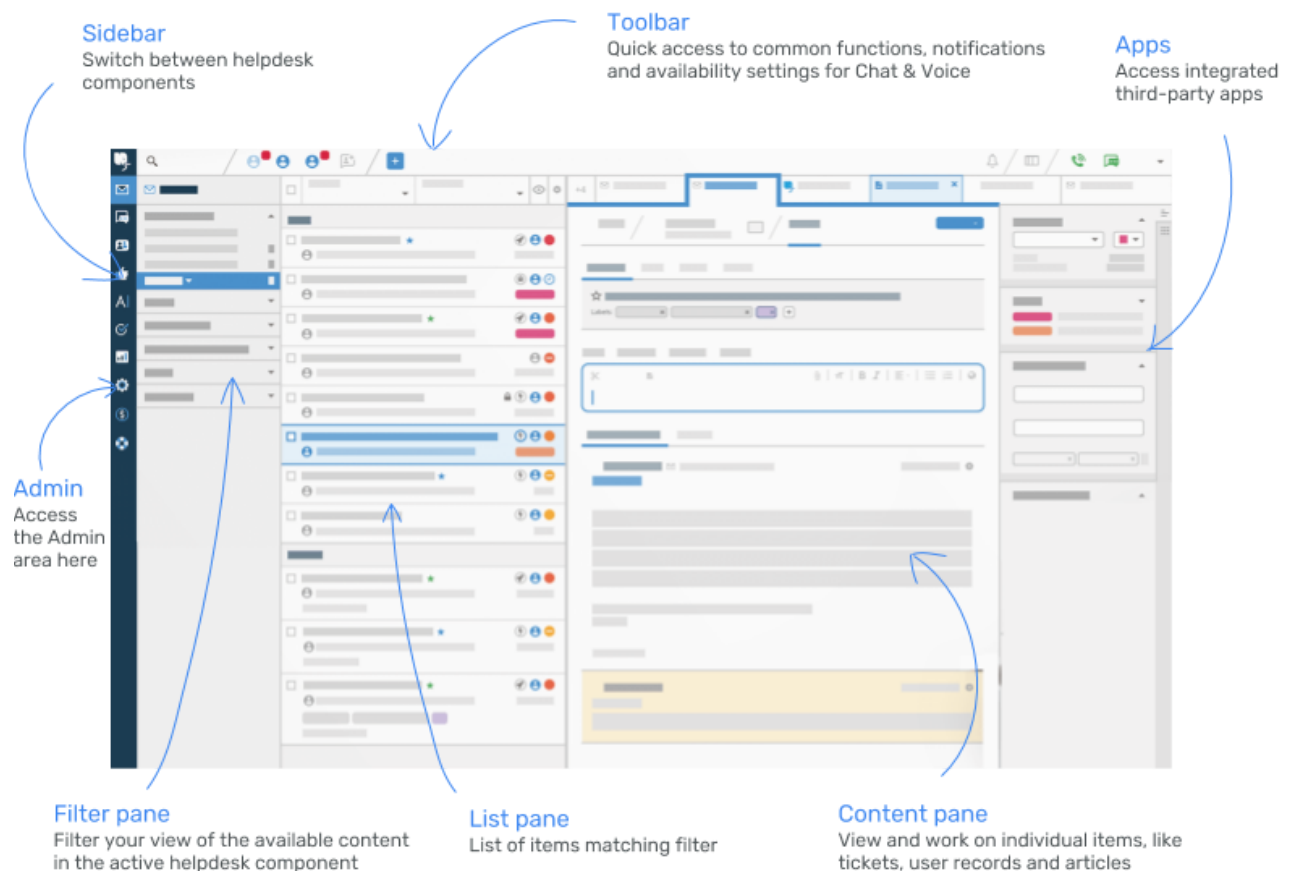 Sidebar
Switch between helpdesk
components
Toolbar
Quick access to common functions, notifications
and availability settings for Chat & Voice
Apps
Access integrated
third-party apps
Labels
Admin
Access
the Admin
area here
Filter pane
Filter your view of the available content
in the active helpdesk component
List pane
List of items matching filter
Content pane
View and work on individual items, like
tickets, user records and articles